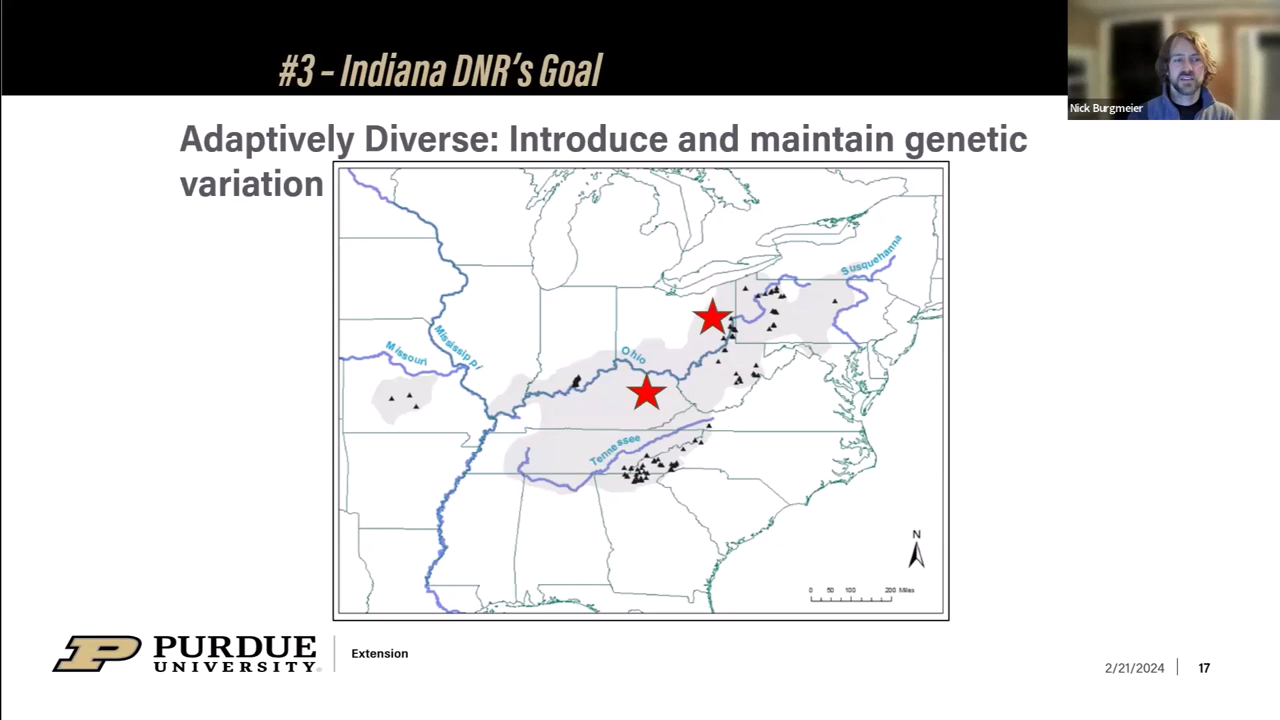 #3 – Indiana DNR's Goal
Nick Burgmeier
Adaptively Diverse: Introduce and maintain genetic
variation
Susquehanna
Mississippi
Missouri
Ohio
Tennessee
N
0 50 100 200 Miles
PURDUE
UNIVERSITY®
Extension
2/21/2024
17